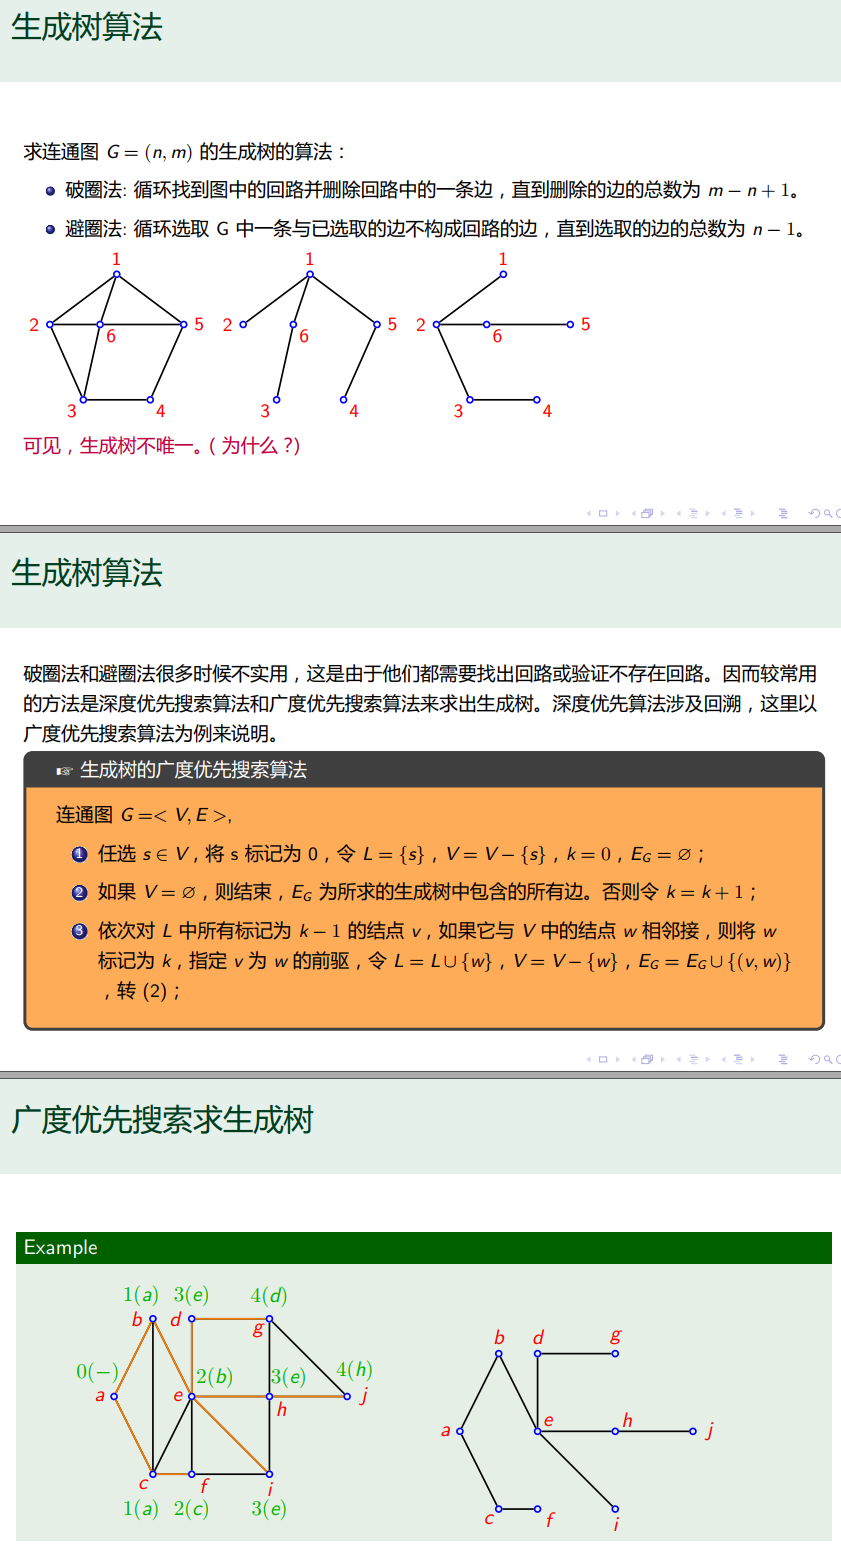 生成树算法
求连通图 G = (n, m) 的生成树的算法：
破圈法: 循环找到图中的回路并删除回路中的一条边，直到删除的边的总数为 m − n + 1。
避圈法: 循环选取 G 中一条与已选取的边不构成回路的边，直到选取的边的总数为 n − 1。
1 1 1
2 5 2 5 2 5
6 6 6
3 4 3 4 3 4
可见，生成树不唯一。( 为什么？)
生成树算法
破圈法和避圈法很多时候不实用，这是由于他们都需要找出回路或验证不存在回路。因而较常用
的方法是深度优先搜索算法和广度优先搜索算法来求出生成树。深度优先算法涉及回溯，这里以
广度优先搜索算法为例来说明。
☞ 生成树的广度优先搜索算法
连通图 G =< V, E >,
1 任选 s ∈ V，将 s 标记为 0，令 L = {s}，V = V − {s}，k = 0，E_G = ∅；
2 如果 V = ∅，则结束，E_G 为所求的生成树中包含的所有边。否则令 k = k + 1；
3 依次对 L 中所有标记为 k − 1 的结点 v，如果它与 V 中的结点 w 相邻接，则将 w
标记为 k，指定 v 为 w 的前驱，令 L = L ∪ {w}，V = V − {w}，E_G = E_G ∪ {(v, w)}
，转 (2)；
广度优先搜索求生成树
Example
1(a) 3(e) 4(d)
b d g
0(−) 2(b) 3(e) 4(h)
a e h j
c f i
1(a) 2(c) 3(e)
b d g
a e h j
c f i